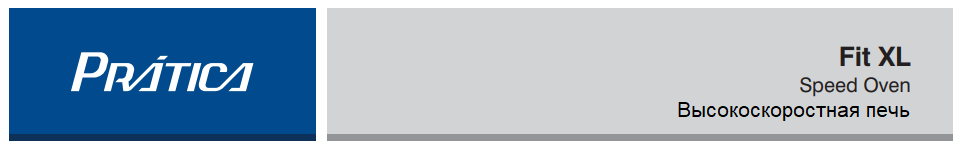 PRÁTICA
Fit XL
Speed Oven
Высокоскоростная печь